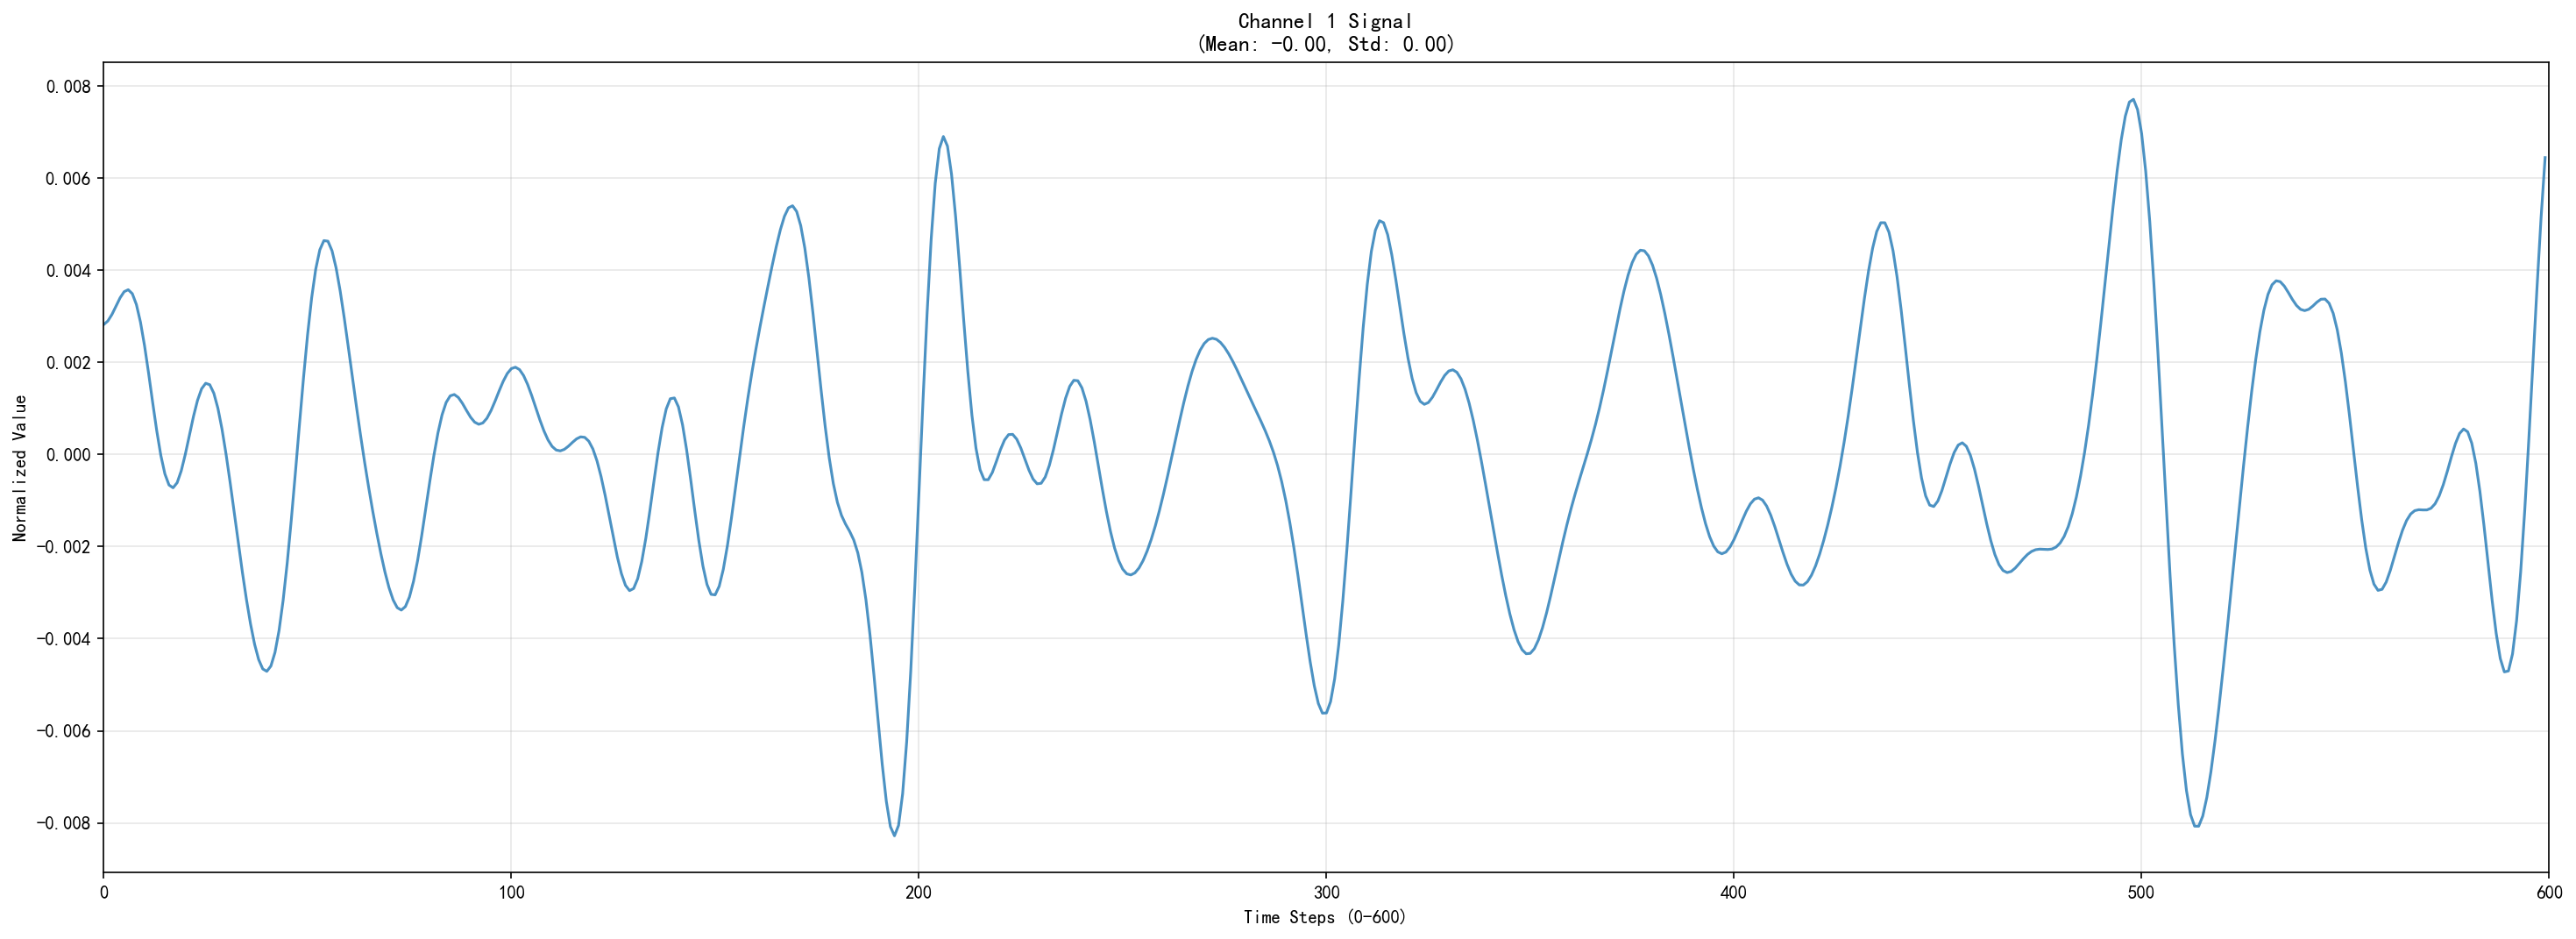 Channel 1 Signal
(Mean: -0.00, Std: 0.00)
0.008
0.006
0.004
0.002
0.000
-0.002
-0.004
-0.006
-0.008
Normalized Value
0 100 200 300 400 500 600
Time Steps (0-600)